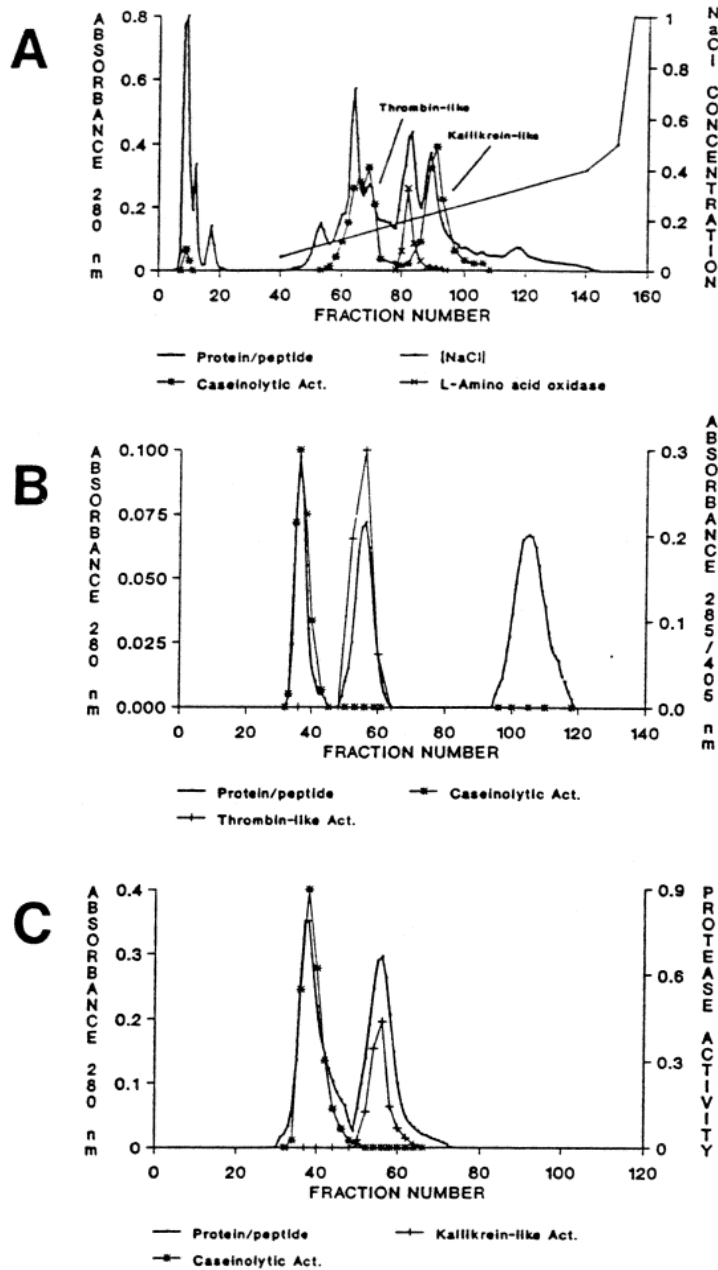 A
ABSORBANCE 280 nm
0.8
0.6
0.4
0.2
0
Thrombin-like
Kallikrein-like
1
0.8
0.6
0.4
0.2
0
NaCl CONCENTRATION
0 20 40 60 80 100 120 140 160
FRACTION NUMBER
Protein/peptide
[NaCl]
Caseinolytic Act.
L-Amino acid oxidase
B
ABSORBANCE 280 nm
0.100
0.075
0.050
0.025
0.000
0.3
0.2
0.1
0.0
ABSORBANCE 285/405 nm
0 20 40 60 80 100 120 140
FRACTION NUMBER
Protein/peptide
Caseinolytic Act.
Thrombin-like Act.
C
ABSORBANCE 280 nm
0.4
0.3
0.2
0.1
0
0.9
0.6
0.3
0
PROTEASE ACTIVITY
0 20 40 60 80 100 120
FRACTION NUMBER
Protein/peptide
Kallikrein-like Act.
Caseinolytic Act.